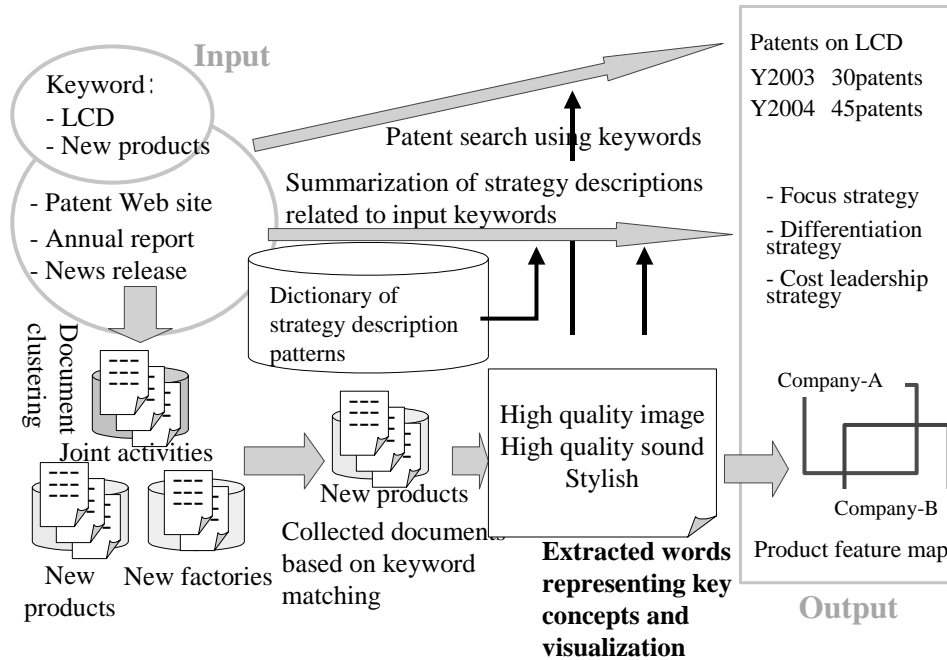 Input
Keyword:
- LCD
- New products
- Patent Web site
- Annual report
- News release
Patent search using keywords
Summarization of strategy descriptions
related to input keywords
Dictionary of
strategy description
patterns
Document
clustering
Joint activities
New
products
New factories
New products
Collected documents
based on keyword
matching
High quality image
High quality sound
Stylish
Extracted words
representing key
concepts and
visualization
Patents on LCD
Y2003 30patents
Y2004 45patents
- Focus strategy
- Differentiation
strategy
- Cost leadership
strategy
Company-A
Company-B
Product feature map
Output